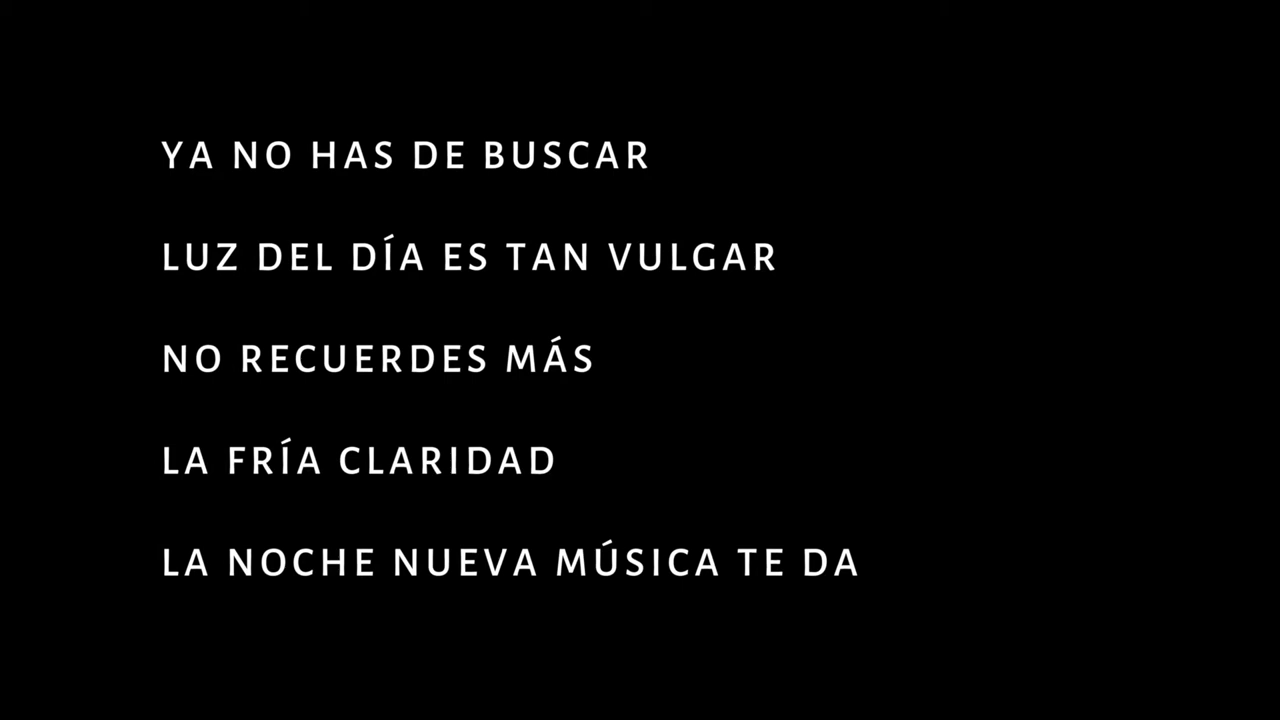 YA NO HAS DE BUSCAR
LUZ DEL DÍA ES TAN VULGAR
NO RECUERDES MÁS
LA FRÍA CLARIDAD
LA NOCHE NUEVA MÚSICA TE DA